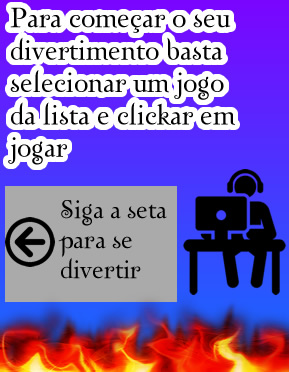 Para começar o seu
divertimento basta
selecionar um jogo
da lista e clickar em
jogar
Siga a seta
para se
divertir